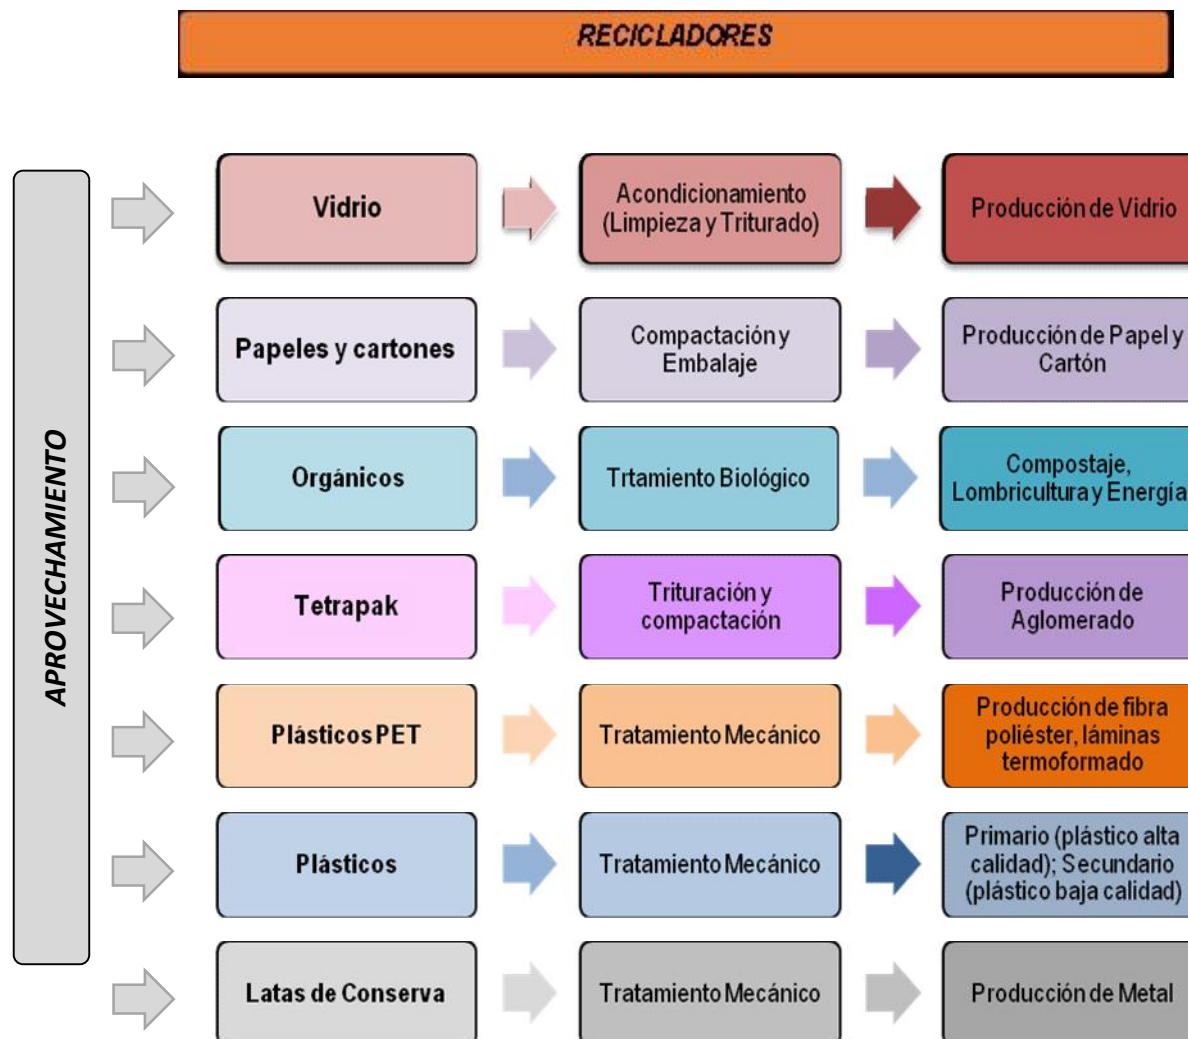 RECICLADORES
APROVECHAMIENTO
Vidrio
Acondicionamiento
(Limpieza y Triturado)
Producción de Vidrio
Papeles y cartones
Compactación y
Embalaje
Producción de Papel y
Cartón
Orgánicos
Trtamiento Biológico
Compostaje,
Lombricultura y Energía
Tetrapak
Trituración y
compactación
Producción de
Aglomerado
Plásticos PET
Tratamiento Mecánico
Producción de fibra
poliéster, láminas
termoformado
Plásticos
Tratamiento Mecánico
Primario (plástico alta
calidad); Secundario
(plástico baja calidad)
Latas de Conserva
Tratamiento Mecánico
Producción de Metal